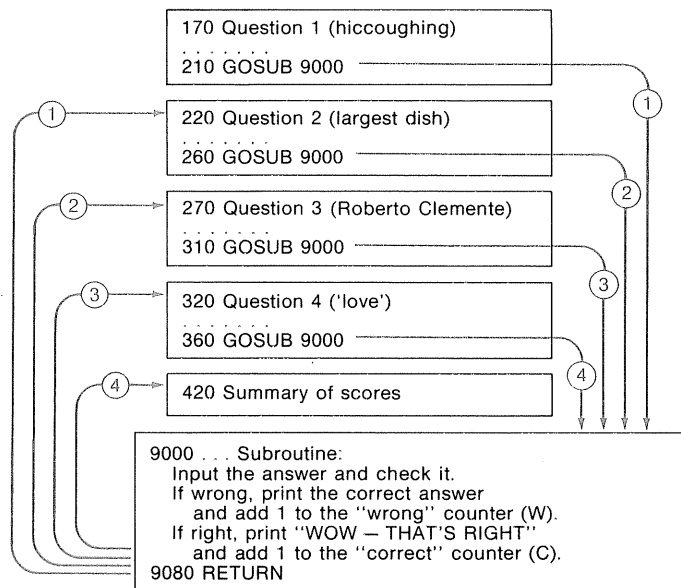 170 Question 1 (hiccoughing)
. . . . . . .
210 GOSUB 9000
1
1
220 Question 2 (largest dish)
. . . . . . .
260 GOSUB 9000
2
2
270 Question 3 (Roberto Clemente)
. . . . . . .
310 GOSUB 9000
3
3
320 Question 4 ('love')
. . . . . . .
360 GOSUB 9000
4
4
420 Summary of scores
9000 . . . Subroutine:
Input the answer and check it.
If wrong, print the correct answer
and add 1 to the ''wrong'' counter (W).
If right, print ''WOW — THAT'S RIGHT''
and add 1 to the ''correct'' counter (C).
9080 RETURN